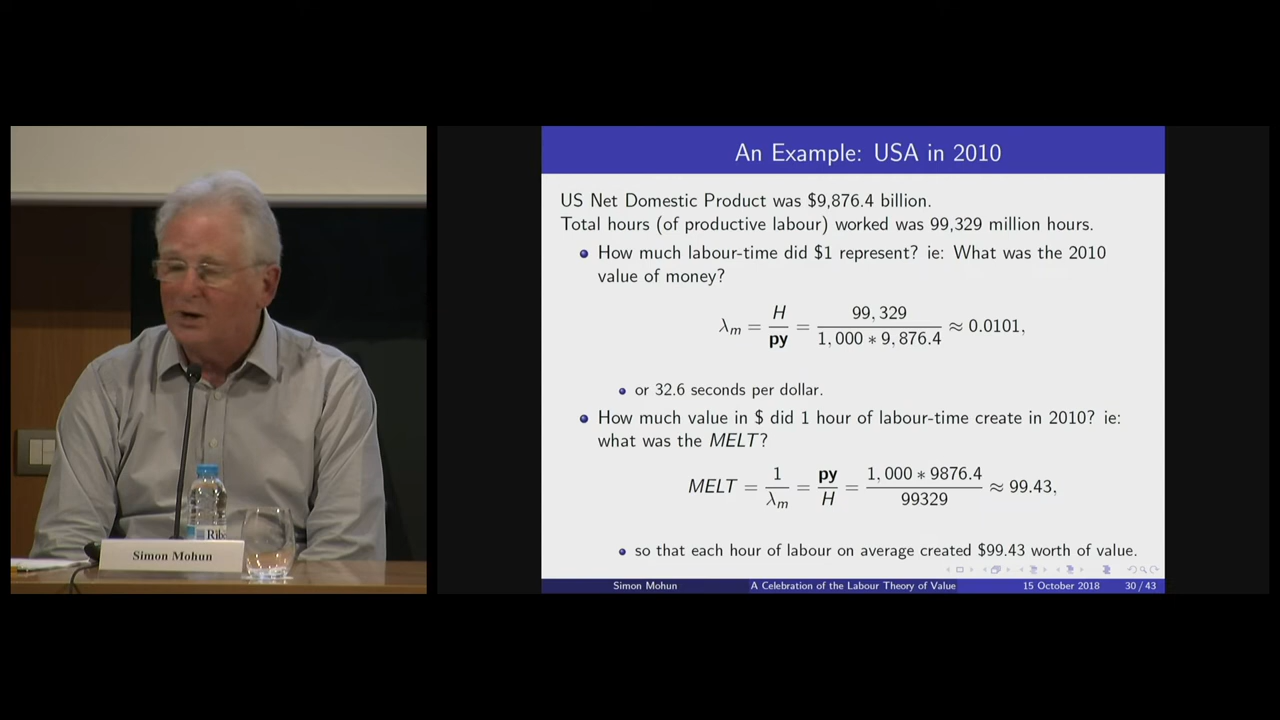 An Example: USA in 2010
US Net Domestic Product was $9,876.4 billion.
Total hours (of productive labour) worked was 99,329 million hours.
How much labour-time did $1 represent? ie: What was the 2010
value of money?
λm = H/py = 99,329/1,000 ∗ 9,876.4 ≈ 0.0101,
or 32.6 seconds per dollar.
How much value in $ did 1 hour of labour-time create in 2010? ie:
what was the MELT?
MELT = 1/λm = py/H = 1,000 ∗ 9876.4/99329 ≈ 99.43,
so that each hour of labour on average created $99.43 worth of value.
Simon Mohun A Celebration of the Labour Theory of Value 15 October 2018 30 / 43
Simon Mohun